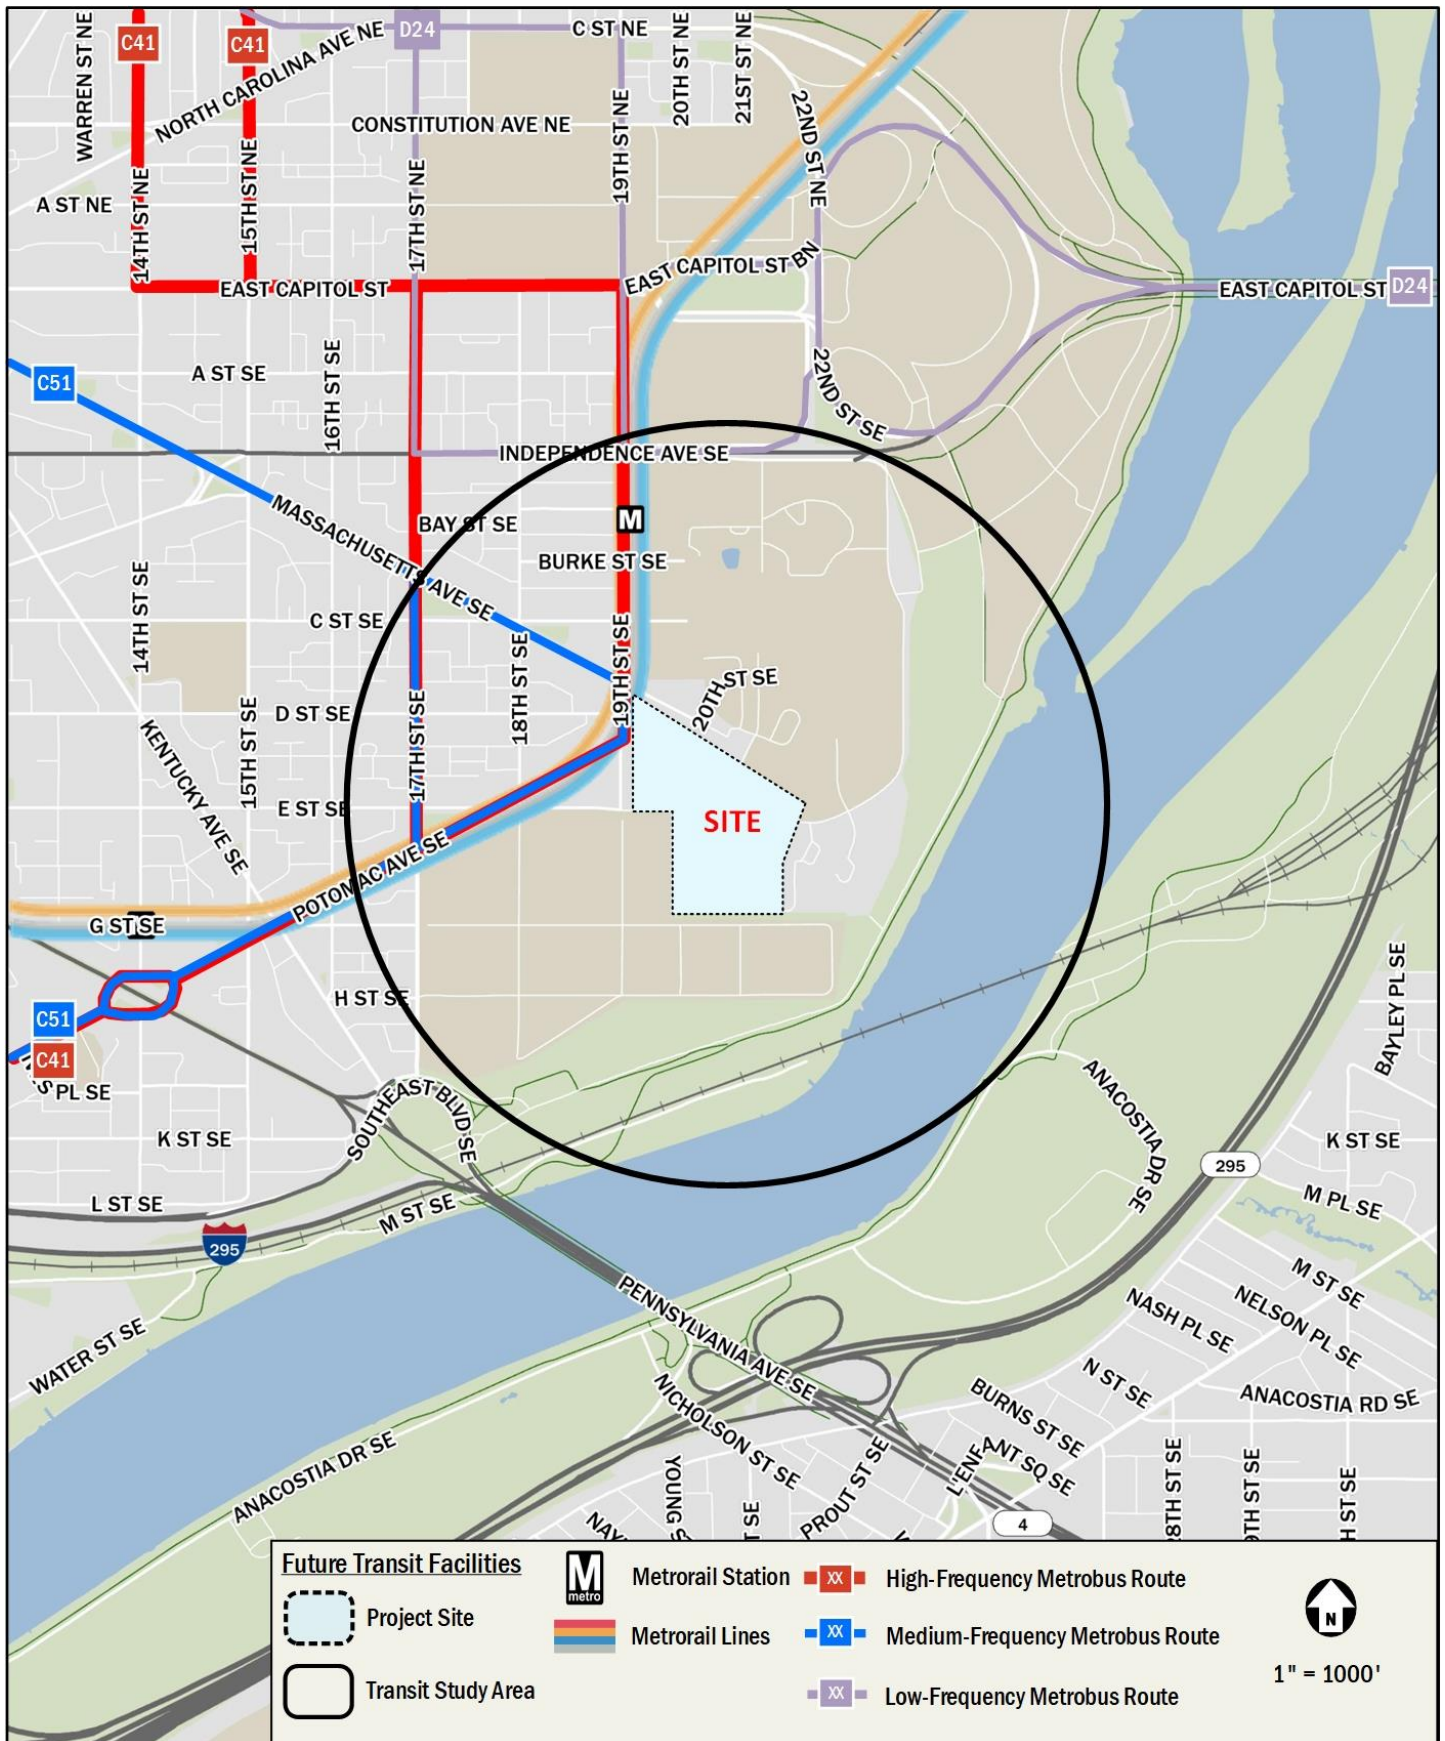 WARREN ST NE
C41
C41
NORTH CAROLINA AVE NE
D24
C ST NE
20TH ST NE
21ST ST NE
CONSTITUTION AVE NE
19TH ST NE
22ND ST NE
A ST NE
14TH ST NE
15TH ST NE
17TH ST NE
EAST CAPITOL ST BN
EAST CAPITOL ST
EAST CAPITOL ST
D24
C51
A ST SE
16TH ST SE
22ND ST SE
INDEPENDENCE AVE SE
MASSACHUSETTS AVE SE
BAY ST SE
M
BURKE ST SE
14TH ST SE
C ST SE
18TH ST SE
19TH ST SE
20TH ST SE
D ST SE
15TH ST SE
17TH ST SE
KENTUCKY AVE SE
E ST SE
SITE
POTOMAC AVE SE
G ST SE
H ST SE
C51
C41
PL SE
SOUTHEAST BLVD SE
K ST SE
L ST SE
M ST SE
295
BAYLEY PL SE
ANACOSTIA DR SE
K ST SE
295
M PL SE
WATER ST SE
PENNSYLVANIA AVE SE
M ST SE
NELSON PL SE
NASH PL SE
N ST SE
ANACOSTIA RD SE
BURNS ST SE
NICHOLSON ST SE
L'ENFANT SQ SE
PROUT ST SE
ANACOSTIA DR SE
YOUNG S
T SE
4
8TH ST SE
TH ST SE
H ST SE
Future Transit Facilities
Project Site
Transit Study Area
M
metro
Metrorail Station
Metrorail Lines
XX
High-Frequency Metrobus Route
XX
Medium-Frequency Metrobus Route
XX
Low-Frequency Metrobus Route
N
1" = 1000'